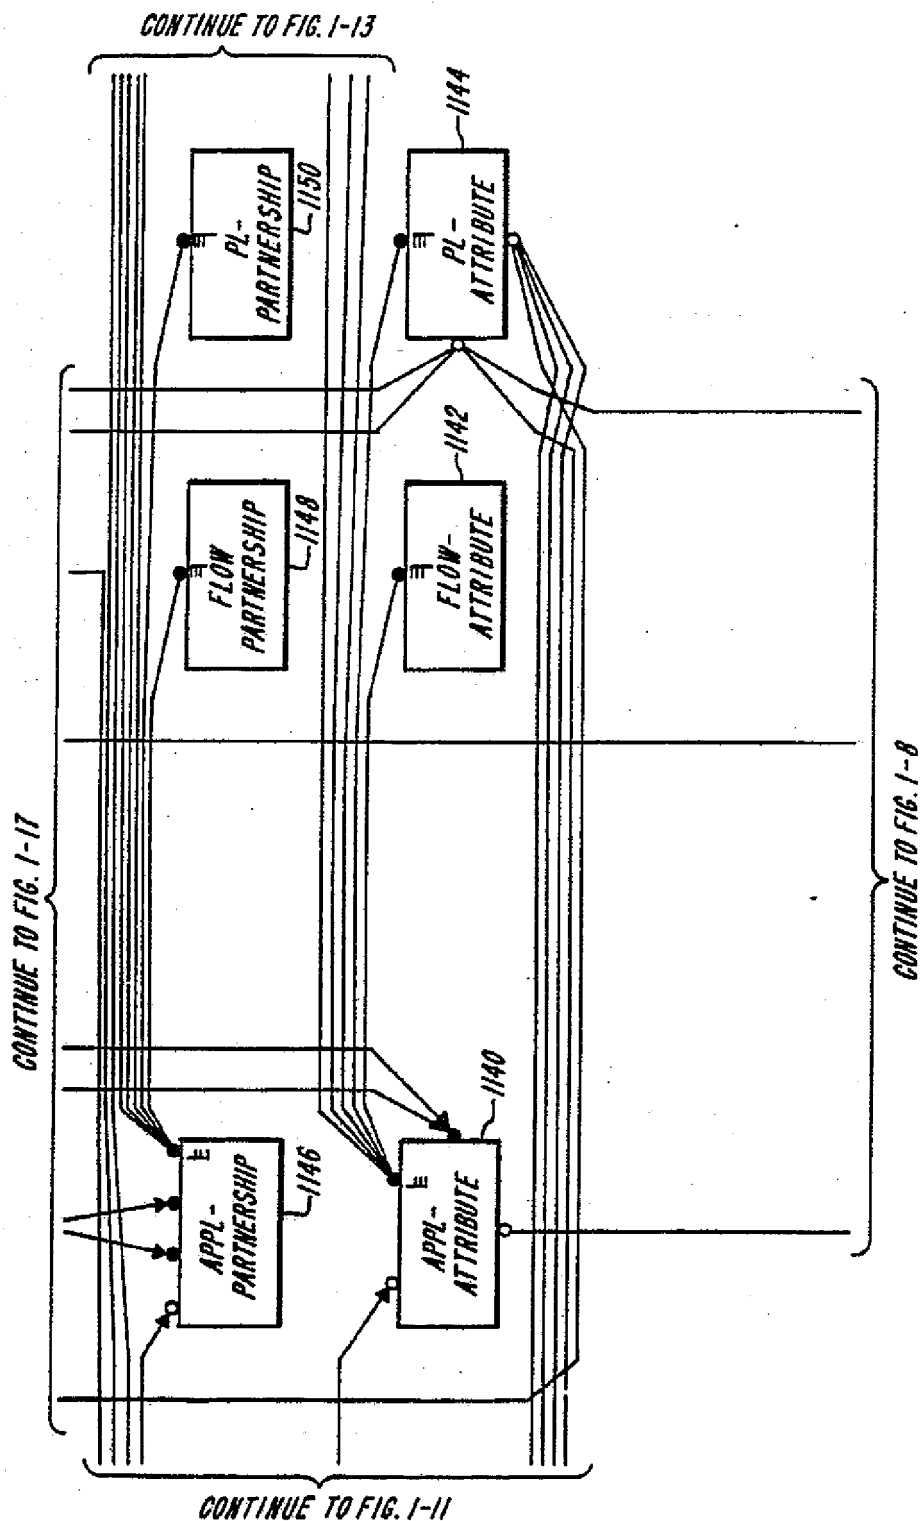 CONTINUE TO FIG. 1-17
APPL-
PARTNERSHIP
1146
FLOW
PARTNERSHIP
1148
PL-
PARTNERSHIP
1150
CONTINUE TO FIG. 1-13
APPL-
ATTRIBUTE
1140
FLOW-
ATTRIBUTE
1142
PL-
ATTRIBUTE
1144
CONTINUE TO FIG. 1-11
CONTINUE TO FIG. 1-8